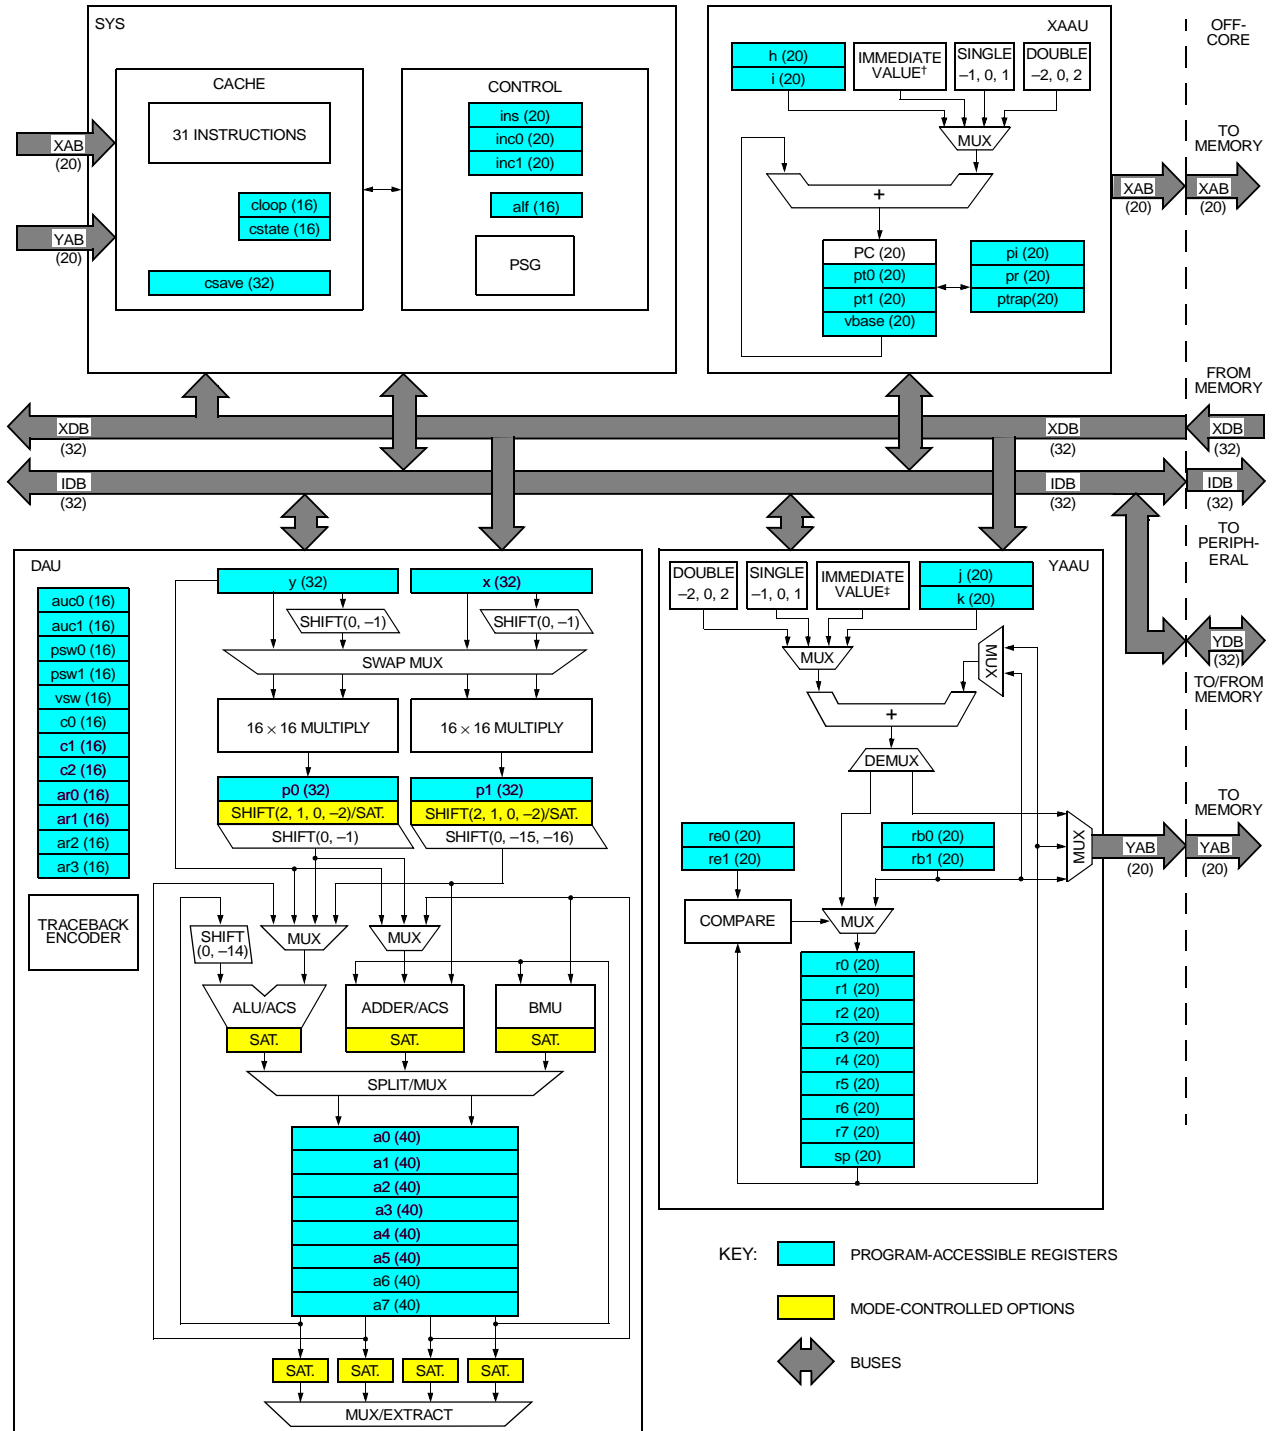 SYS
CACHE
31 INSTRUCTIONS
cloop (16)
cstate (16)
csave (32)
CONTROL
ins (20)
inc0 (20)
inc1 (20)
alf (16)
PSG
XAB
(20)
YAB
(20)
XAAU
h (20)
i (20)
IMMEDIATE
VALUE†
SINGLE
–1, 0, 1
DOUBLE
–2, 0, 2
MUX
+
PC (20)
pt0 (20)
pt1 (20)
vbase (20)
pi (20)
pr (20)
ptrap(20)
OFF-
CORE
TO
MEMORY
XAB
(20)
XAB
(20)
FROM
MEMORY
XDB
(32)
XDB
(32)
XDB
(32)
IDB
(32)
IDB
(32)
IDB
(32)
TO
PERIPH-
ERAL
YDB
(32)
TO/FROM
MEMORY
DAU
auc0 (16)
auc1 (16)
psw0 (16)
psw1 (16)
vsw (16)
c0 (16)
c1 (16)
c2 (16)
ar0 (16)
ar1 (16)
ar2 (16)
ar3 (16)
TRACEBACK
ENCODER
y (32)
x (32)
SHIFT(0, –1)
SHIFT(0, –1)
SWAP MUX
16 × 16 MULTIPLY
16 × 16 MULTIPLY
p0 (32)
p1 (32)
SHIFT(2, 1, 0, –2)/SAT.
SHIFT(2, 1, 0, –2)/SAT.
SHIFT(0, –1)
SHIFT(0, –15, –16)
SHIFT
(0, –14)
MUX
MUX
ALU/ACS
ADDER/ACS
BMU
SAT.
SAT.
SAT.
SPLIT/MUX
a0 (40)
a1 (40)
a2 (40)
a3 (40)
a4 (40)
a5 (40)
a6 (40)
a7 (40)
SAT.
SAT.
SAT.
SAT.
MUX/EXTRACT
YAAU
DOUBLE
–2, 0, 2
SINGLE
–1, 0, 1
IMMEDIATE
VALUE‡
j (20)
k (20)
MUX
MUX
+
DEMUX
re0 (20)
re1 (20)
rb0 (20)
rb1 (20)
MUX
COMPARE
MUX
r0 (20)
r1 (20)
r2 (20)
r3 (20)
r4 (20)
r5 (20)
r6 (20)
r7 (20)
sp (20)
TO
MEMORY
YAB
(20)
YAB
(20)
KEY:
PROGRAM-ACCESSIBLE REGISTERS
MODE-CONTROLLED OPTIONS
BUSES